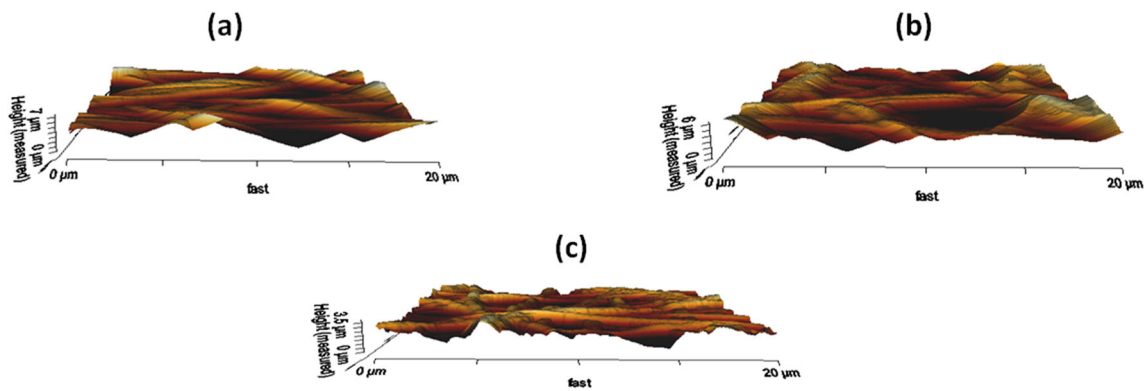 (a)
7 µm
0 µm
Height (measured)
0 µm
20 µm
fast
(b)
6 µm
0 µm
Height (measured)
0 µm
20 µm
fast
(c)
3.5 µm
0 µm
Height (measured)
0 µm
20 µm
fast